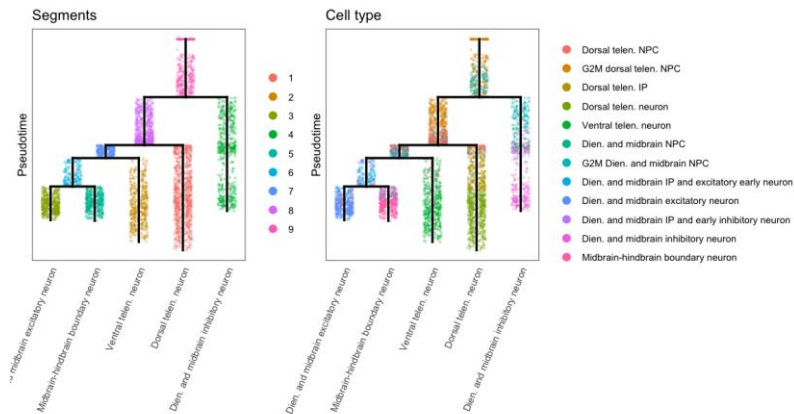 Segments
Pseudotime
1
2
3
4
5
6
7
8
9
midbrain excitatory neuron
Midbrain-hindbrain boundary neuron
Ventral telen. neuron
Dorsal telen. neuron
Dien. and midbrain inhibitory neuron
Cell type
Pseudotime
Dorsal telen. NPC
G2M dorsal telen. NPC
Dorsal telen. IP
Dorsal telen. neuron
Ventral telen. neuron
Dien. and midbrain NPC
G2M Dien. and midbrain NPC
Dien. and midbrain IP and excitatory early neuron
Dien. and midbrain excitatory neuron
Dien. and midbrain IP and early inhibitory neuron
Dien. and midbrain inhibitory neuron
Midbrain-hindbrain boundary neuron
Dien. and midbrain excitatory neuron
Midbrain-hindbrain boundary neuron
Ventral telen. neuron
Dorsal telen. neuron
Dien. and midbrain inhibitory neuron